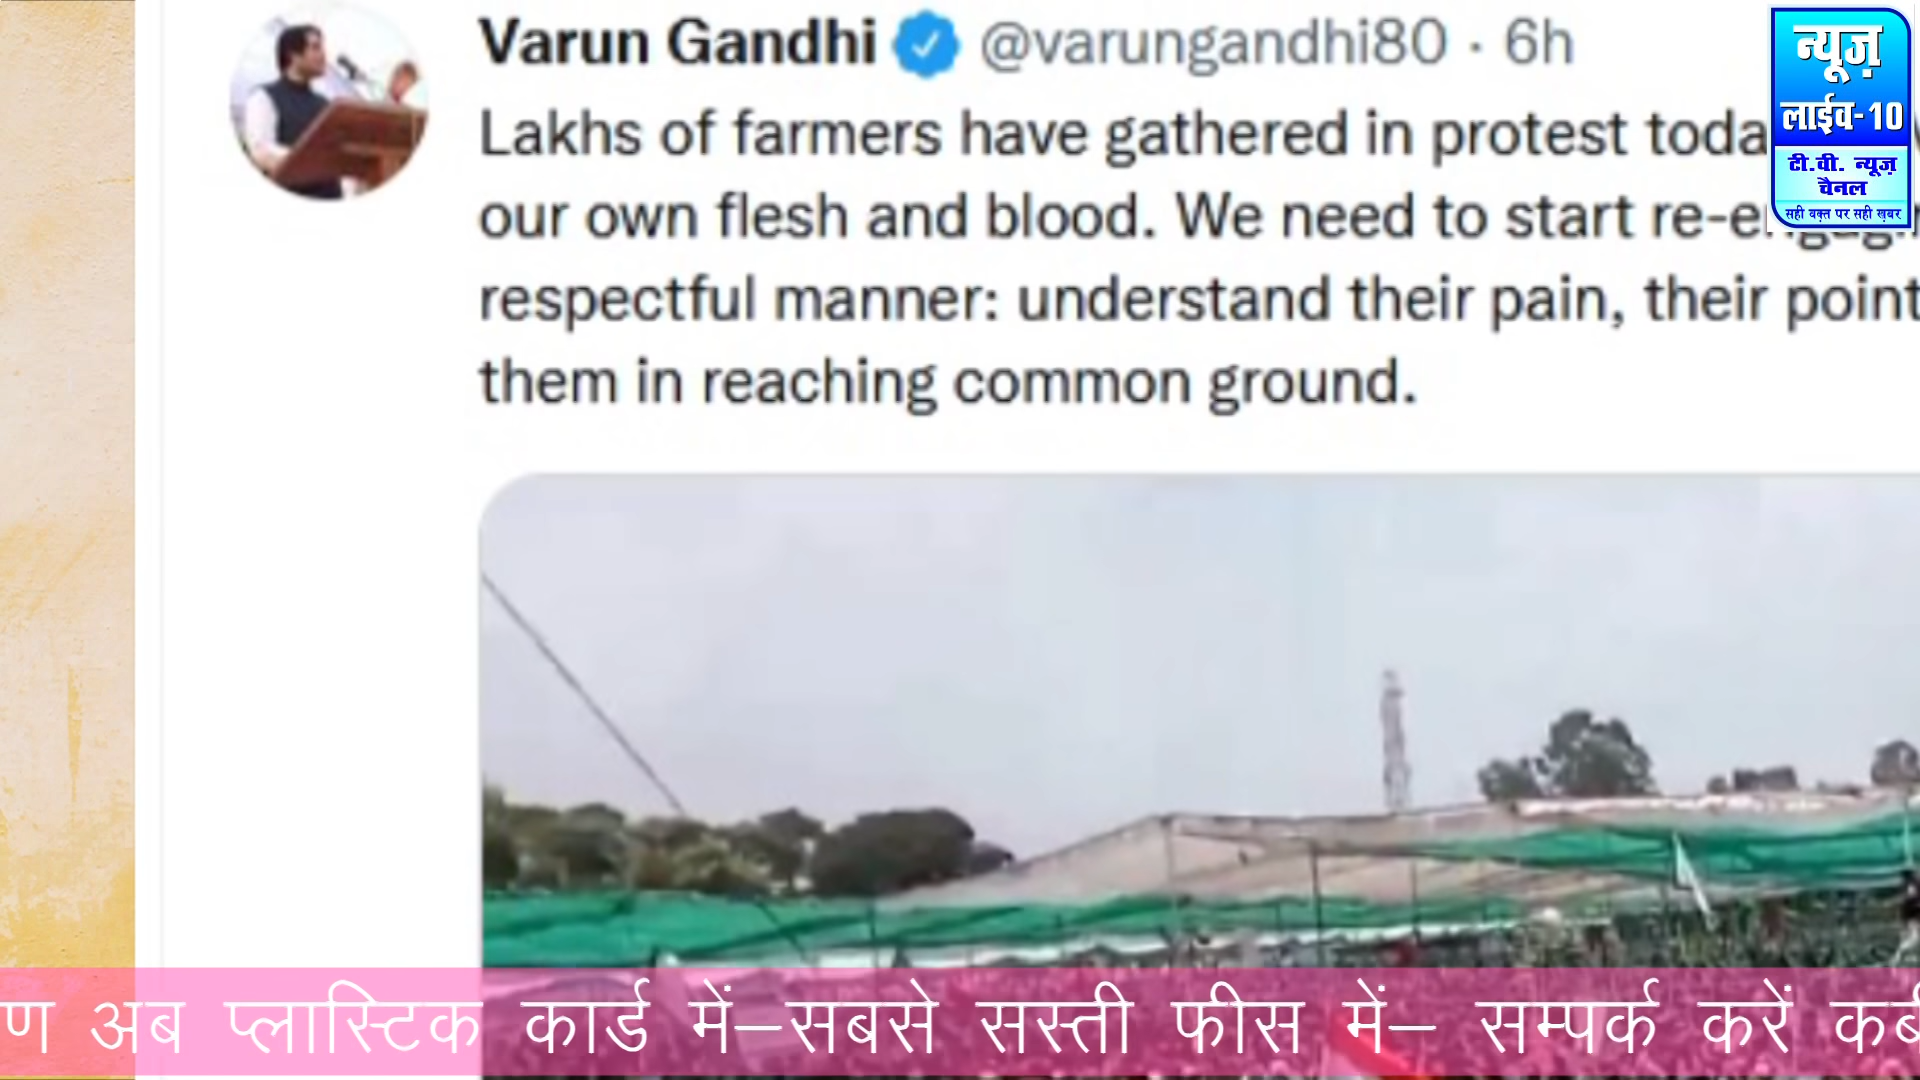 Varun Gandhi @varungandhi80 · 6h
Lakhs of farmers have gathered in protest toda
our own flesh and blood. We need to start re-engagin
respectful manner: understand their pain, their point
them in reaching common ground.
न्यूज़
लाईव-10
टी.वी. न्यूज़
चैनल
सही वक़्त पर सही ख़बर
ण अब प्लास्टिक कार्ड में–सबसे सस्ती फीस में– सम्पर्क करें